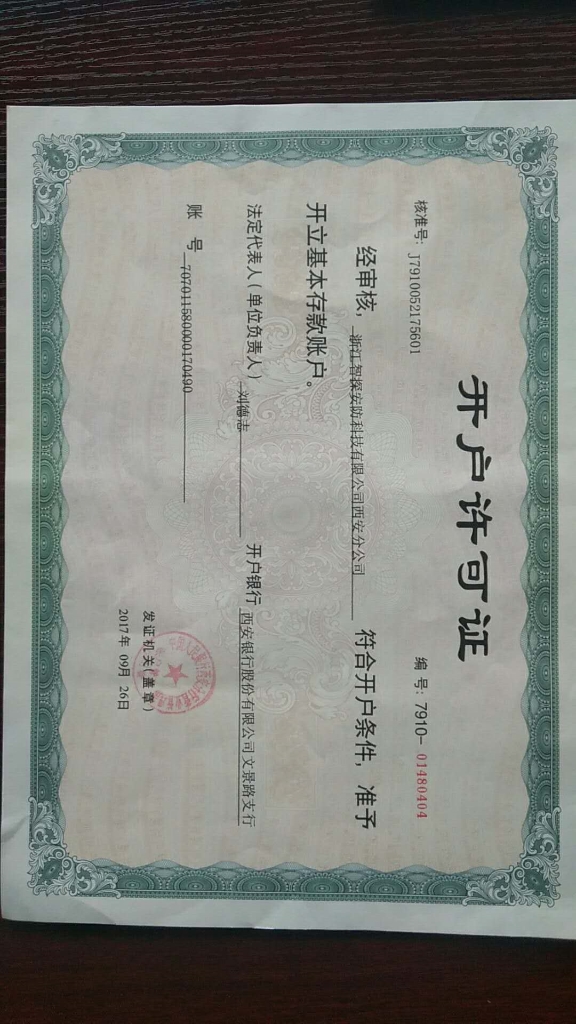 开户许可证
核准号: J7910052175601 编号: 7910-01480404
经审核, 浙江智探安防科技有限公司西安分公司 符合开户条件, 准予
开立基本存款账户。
法定代表人(单位负责人) 刘德志 开户银行 西安银行股份有限公司文景路支行
账 号 707011580000170490
发证机关(盖章)
2017年 09月 26日